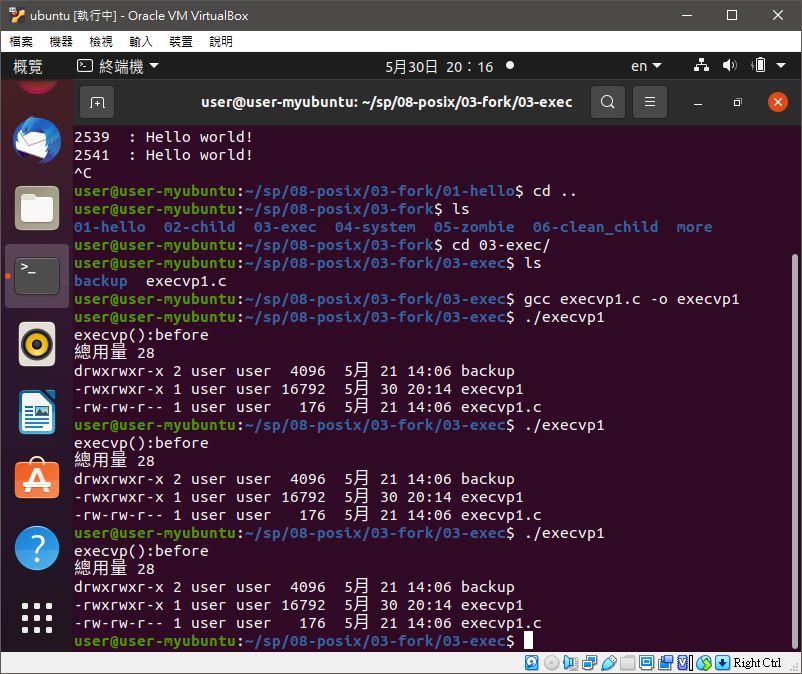 ubuntu [執行中] - Oracle VM VirtualBox
檔案 機器 檢視 輸入 裝置 說明
概覽 終端機 5月30日 20：16 en
user@user-myubuntu: ~/sp/08-posix/03-fork/03-exec
2539  : Hello world!
2541  : Hello world!
^C
user@user-myubuntu:~/sp/08-posix/03-fork/01-hello$ cd ..
user@user-myubuntu:~/sp/08-posix/03-fork$ ls
01-hello  02-child  03-exec  04-system  05-zombie  06-clean_child  more
user@user-myubuntu:~/sp/08-posix/03-fork$ cd 03-exec/
user@user-myubuntu:~/sp/08-posix/03-fork/03-exec$ ls
backup  execvp1.c
user@user-myubuntu:~/sp/08-posix/03-fork/03-exec$ gcc execvp1.c -o execvp1
user@user-myubuntu:~/sp/08-posix/03-fork/03-exec$ ./execvp1
execvp():before
總用量 28
drwxrwxr-x 2 user user  4096  5月 21 14:06 backup
-rwxrwxr-x 1 user user 16792  5月 30 20:14 execvp1
-rw-rw-r-- 1 user user   176  5月 21 14:06 execvp1.c
user@user-myubuntu:~/sp/08-posix/03-fork/03-exec$ ./execvp1
execvp():before
總用量 28
drwxrwxr-x 2 user user  4096  5月 21 14:06 backup
-rwxrwxr-x 1 user user 16792  5月 30 20:14 execvp1
-rw-rw-r-- 1 user user   176  5月 21 14:06 execvp1.c
user@user-myubuntu:~/sp/08-posix/03-fork/03-exec$ ./execvp1
execvp():before
總用量 28
drwxrwxr-x 2 user user  4096  5月 21 14:06 backup
-rwxrwxr-x 1 user user 16792  5月 30 20:14 execvp1
-rw-rw-r-- 1 user user   176  5月 21 14:06 execvp1.c
user@user-myubuntu:~/sp/08-posix/03-fork/03-exec$
Right Ctrl